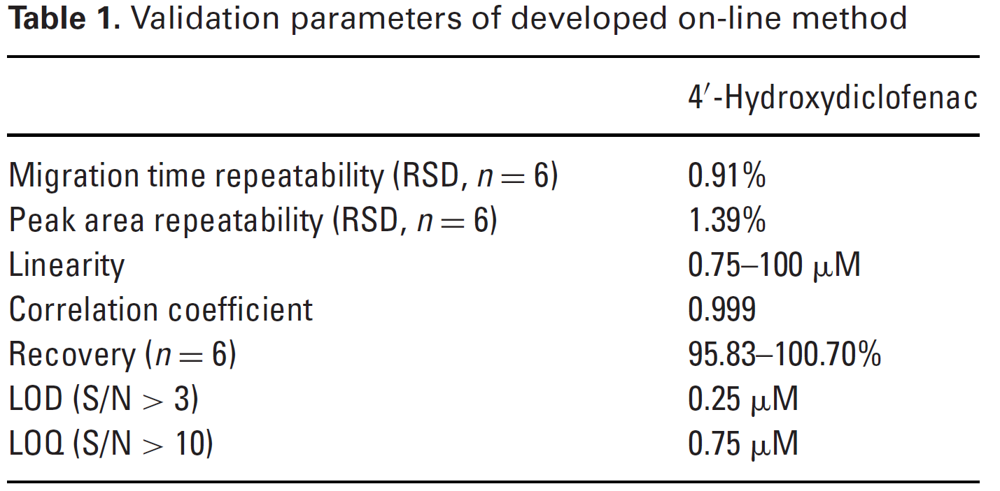 Table 1. Validation parameters of developed on-line method
4′-Hydroxydiclofenac
Migration time repeatability (RSD, n = 6) 0.91%
Peak area repeatability (RSD, n = 6) 1.39%
Linearity 0.75–100 μM
Correlation coefficient 0.999
Recovery (n = 6) 95.83–100.70%
LOD (S/N > 3) 0.25 μM
LOQ (S/N > 10) 0.75 μM